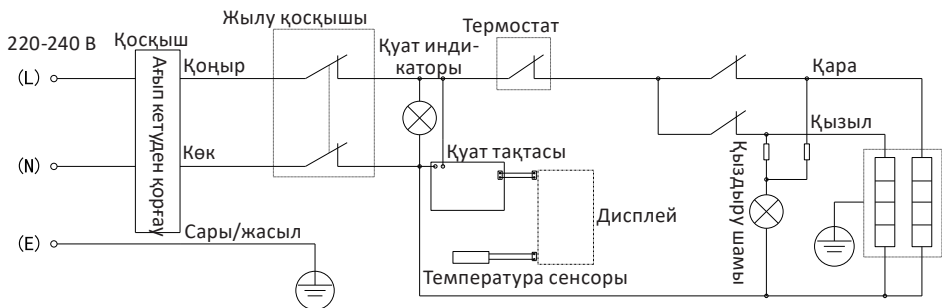 Жылу қосқышы
Термостат
220-240 В
Қосқыш
Қуат инди-
каторы
(L)
Ағып кетуден қорғау
Қоңыр
Қара
Қызыл
(N)
Көк
Қуат тақтасы
Қыздыру шамы
Дисплей
(E)
Сары/жасыл
Температура сенсоры